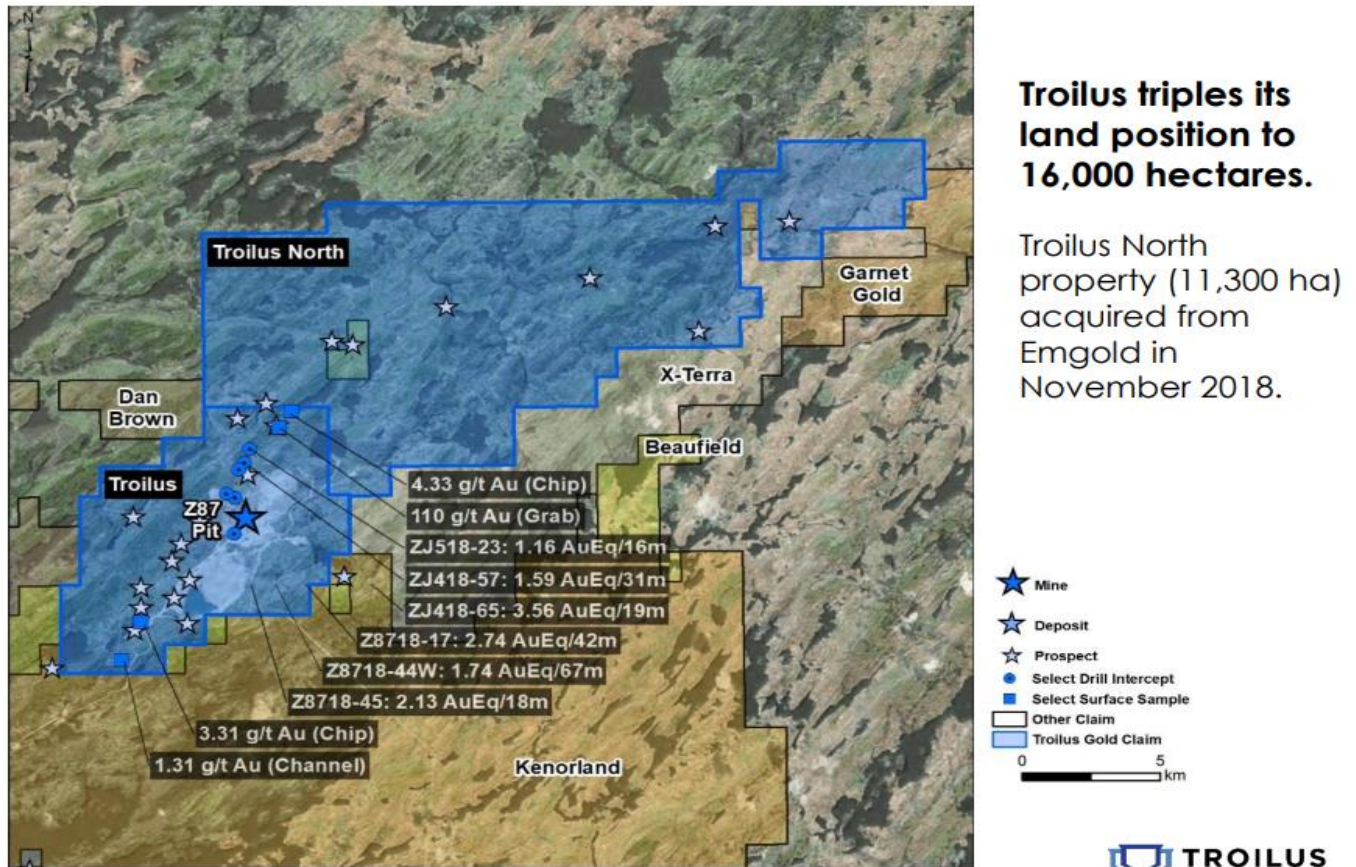 N
Troilus North
Garnet
Gold
X-Terra
Dan
Brown
Beaufield
Troilus
Z87
Pit
4.33 g/t Au (Chip)
110 g/t Au (Grab)
ZJ518-23: 1.16 AuEq/16m
ZJ418-57: 1.59 AuEq/31m
ZJ418-65: 3.56 AuEq/19m
Z8718-17: 2.74 AuEq/42m
Z8718-44W: 1.74 AuEq/67m
Z8718-45: 2.13 AuEq/18m
3.31 g/t Au (Chip)
1.31 g/t Au (Channel)
Kenorland
Troilus triples its
land position to
16,000 hectares.
Troilus North
property (11,300 ha)
acquired from
Emgold in
November 2018.
Mine
Deposit
Prospect
Select Drill Intercept
Select Surface Sample
Other Claim
Troilus Gold Claim
0 5
km
TROILUS